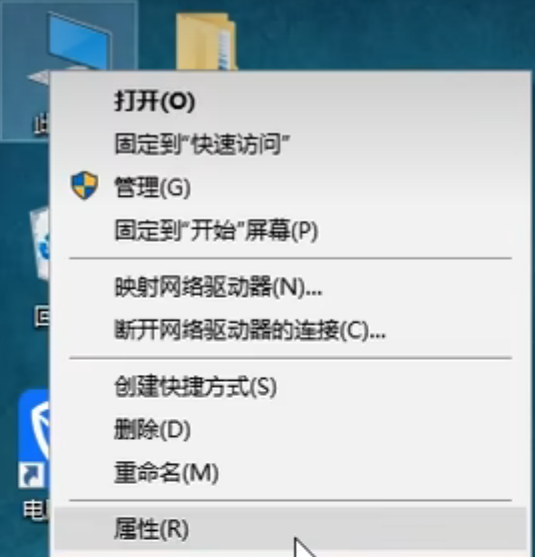 打开(O)
固定到"快速访问"
管理(G)
固定到"开始"屏幕(P)
映射网络驱动器(N)...
断开网络驱动器的连接(C)...
创建快捷方式(S)
删除(D)
重命名(M)
属性(R)
电